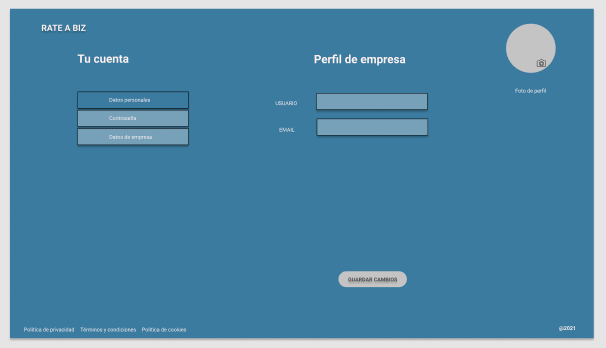 RATE A BIZ
Tu cuenta
Datos personales
Contraseña
Datos de empresa
Perfil de empresa
USUARIO
EMAIL
Foto de perfil
GUARDAR CAMBIOS
Política de privacidad Términos y condiciones Política de cookies
@2021